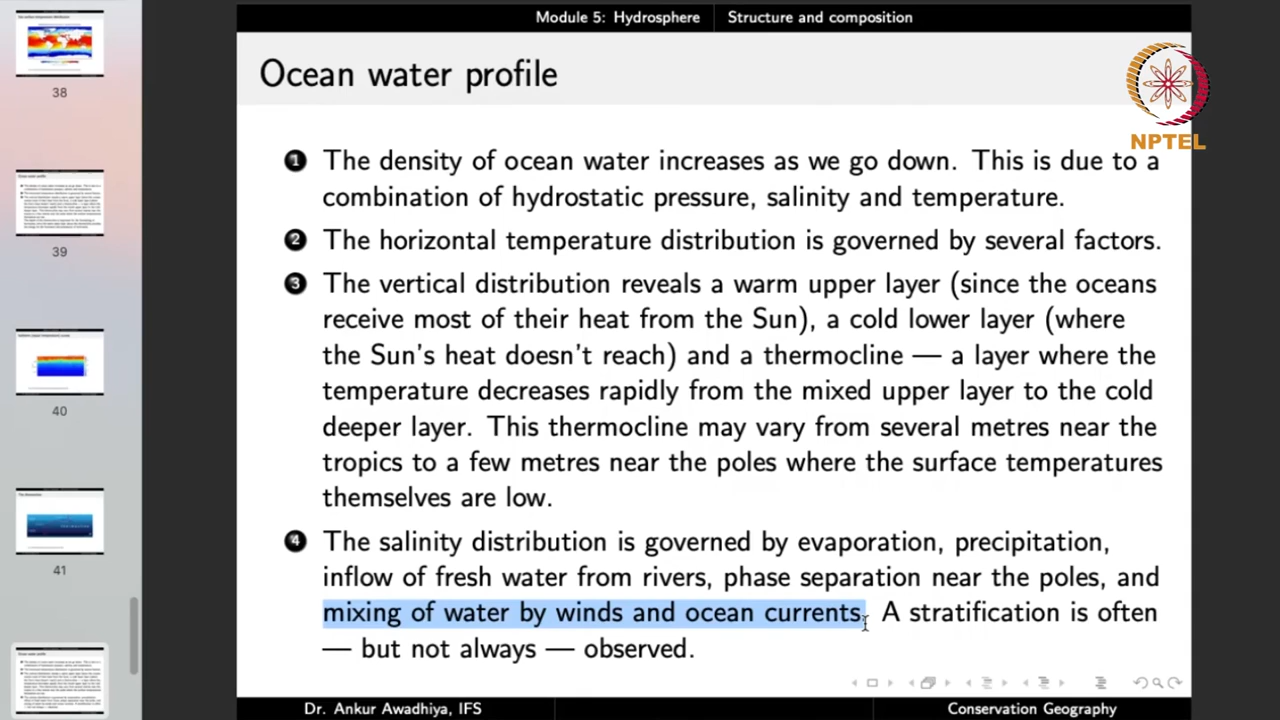 Module 5: Hydrosphere Structure and composition
Ocean water profile
NPTEL
1 The density of ocean water increases as we go down. This is due to a
combination of hydrostatic pressure, salinity and temperature.
2 The horizontal temperature distribution is governed by several factors.
3 The vertical distribution reveals a warm upper layer (since the oceans
receive most of their heat from the Sun), a cold lower layer (where
the Sun's heat doesn't reach) and a thermocline — a layer where the
temperature decreases rapidly from the mixed upper layer to the cold
deeper layer. This thermocline may vary from several metres near the
tropics to a few metres near the poles where the surface temperatures
themselves are low.
4 The salinity distribution is governed by evaporation, precipitation,
inflow of fresh water from rivers, phase separation near the poles, and
mixing of water by winds and ocean currents. A stratification is often
— but not always — observed.
Dr. Ankur Awadhiya, IFS Conservation Geography
38
39
40
41